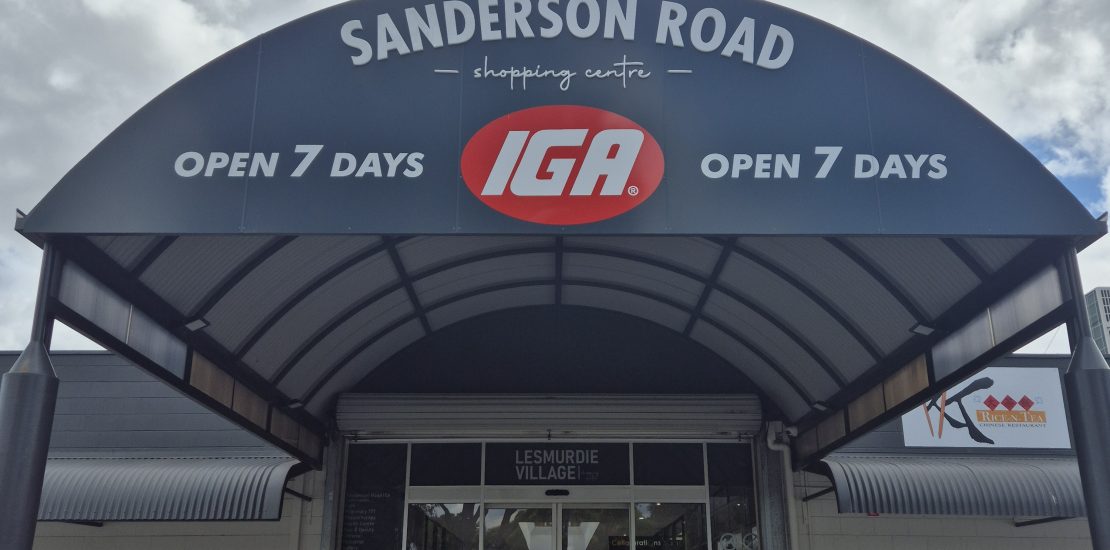 SANDERSON ROAD
shopping centre
OPEN 7 DAYS
IGA®
OPEN 7 DAYS
RICE-N-TEA
CHINESE RESTAURANT
LESMURDIE
VILLAGE